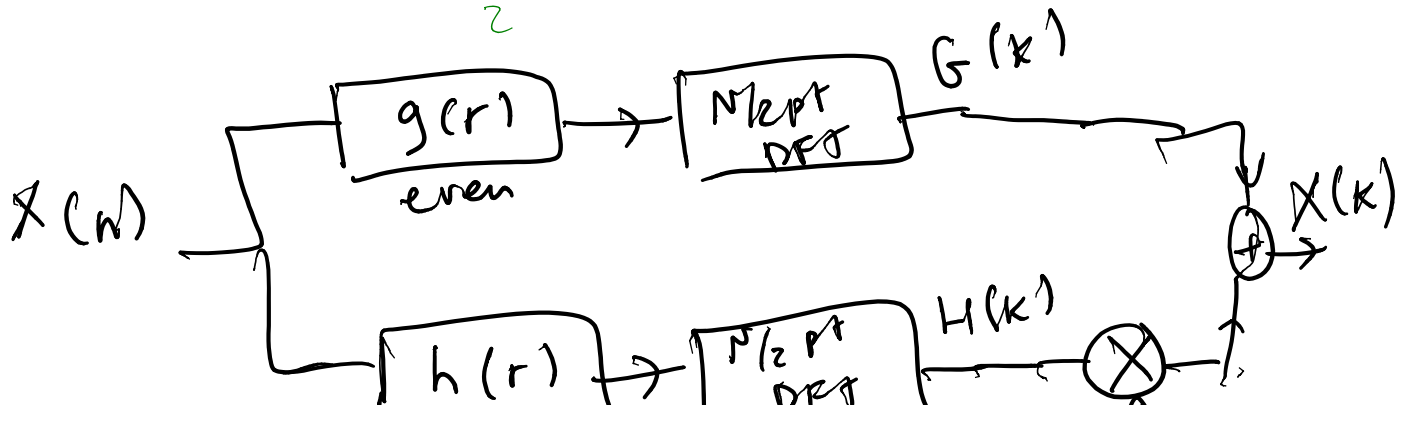 2
G(k)
g(r)
N/2 pt
DFT
even
X(n)
X(k)
+
H(k)
h(r)
N/2 pt
DFT
X